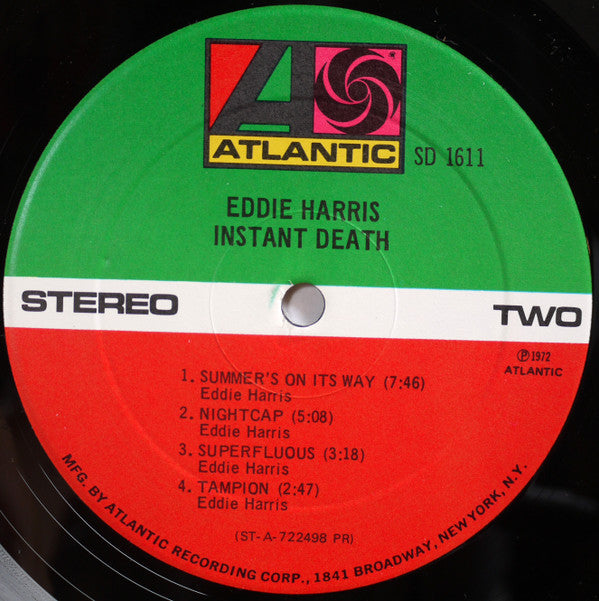 ATLANTIC
SD 1611
EDDIE HARRIS
INSTANT DEATH
STEREO
TWO
℗ 1972
ATLANTIC
1. SUMMER'S ON ITS WAY (7:46)
Eddie Harris
2. NIGHTCAP (5:08)
Eddie Harris
3. SUPERFLUOUS (3:18)
Eddie Harris
4. TAMPION (2:47)
Eddie Harris
(ST-A-722498 PR)
MFG. BY ATLANTIC RECORDING CORP., 1841 BROADWAY, NEW YORK, N.Y.